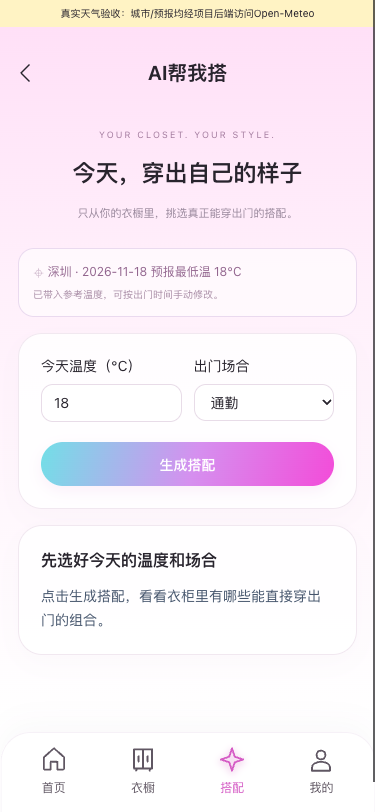 真实天气验收：城市/预报均经项目后端访问Open-Meteo
AI帮我搭
YOUR CLOSET. YOUR STYLE.
今天，穿出自己的样子
只从你的衣橱里，挑选真正能穿出门的搭配。
深圳 · 2026-11-18 预报最低温 18°C
已带入参考温度，可按出门时间手动修改。
今天温度（°C） 出门场合
18 通勤
生成搭配
先选好今天的温度和场合
点击生成搭配，看看衣柜里有哪些能直接穿出
门的组合。
首页 衣橱 搭配 我的